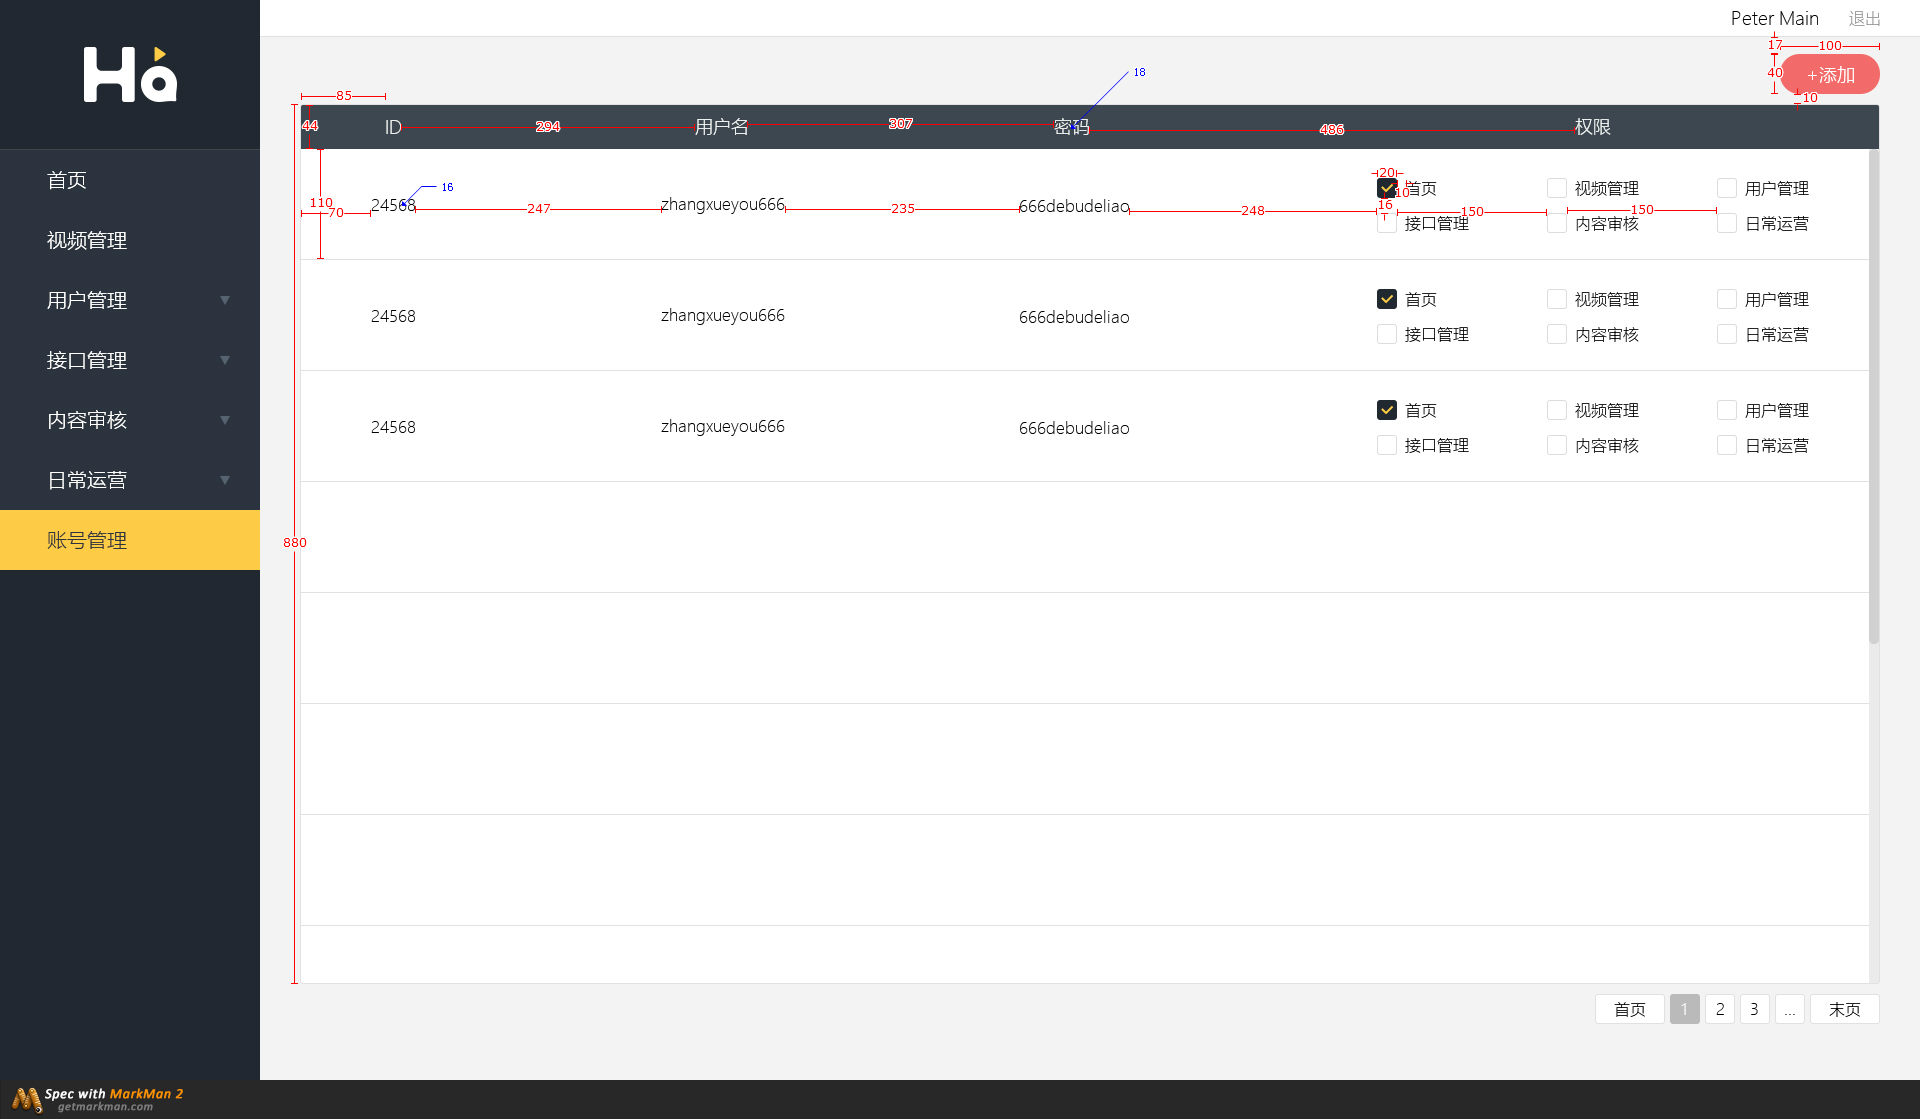 Peter Main 退出
Ha
17 100
40 +添加
10
18
85
44 ID 294 用户名 307 密码 486 权限
首页
视频管理
用户管理
接口管理
内容审核
日常运营
账号管理
880
110
70
16
20
10
16
24568 247 zhangxueyou666 235 666debudeliao 248 150 150
首页 视频管理 用户管理
接口管理 内容审核 日常运营
24568 zhangxueyou666 666debudeliao
首页 视频管理 用户管理
接口管理 内容审核 日常运营
24568 zhangxueyou666 666debudeliao
首页 视频管理 用户管理
接口管理 内容审核 日常运营
首页 1 2 3 ... 末页
Spec with MarkMan 2
getmarkman.com